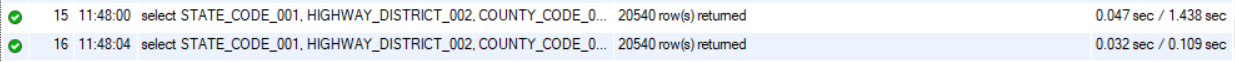 15 11:48:00 select STATE_CODE_001, HIGHWAY_DISTRICT_002, COUNTY_CODE_0... 20540 row(s) returned 0.047 sec / 1.438 sec
16 11:48:04 select STATE_CODE_001, HIGHWAY_DISTRICT_002, COUNTY_CODE_0... 20540 row(s) returned 0.032 sec / 0.109 sec